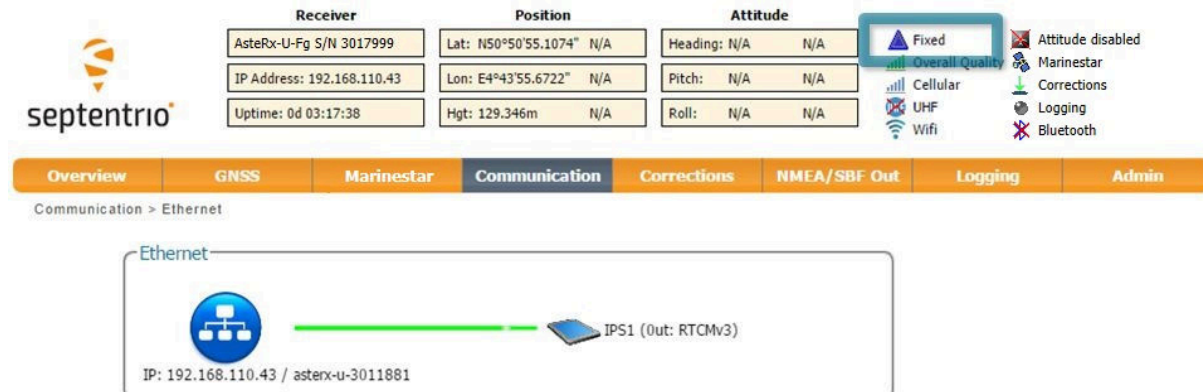 Receiver
AsteRx-U-Fg S/N 3017999
IP Address: 192.168.110.43
Uptime: 0d 03:17:38
Position
Lat: N50°50'55.1074" N/A
Lon: E4°43'55.6722" N/A
Hgt: 129.346m N/A
Attitude
Heading: N/A N/A
Pitch: N/A N/A
Roll: N/A N/A
Fixed
Overall Quality
Cellular
UHF
Wifi
Attitude disabled
Marinestar
Corrections
Logging
Bluetooth
septentrio
Overview GNSS Marinestar Communication Corrections NMEA/SBF Out Logging Admin
Communication > Ethernet
Ethernet
IPS1 (Out: RTCMv3)
IP: 192.168.110.43 / asterx-u-3011881